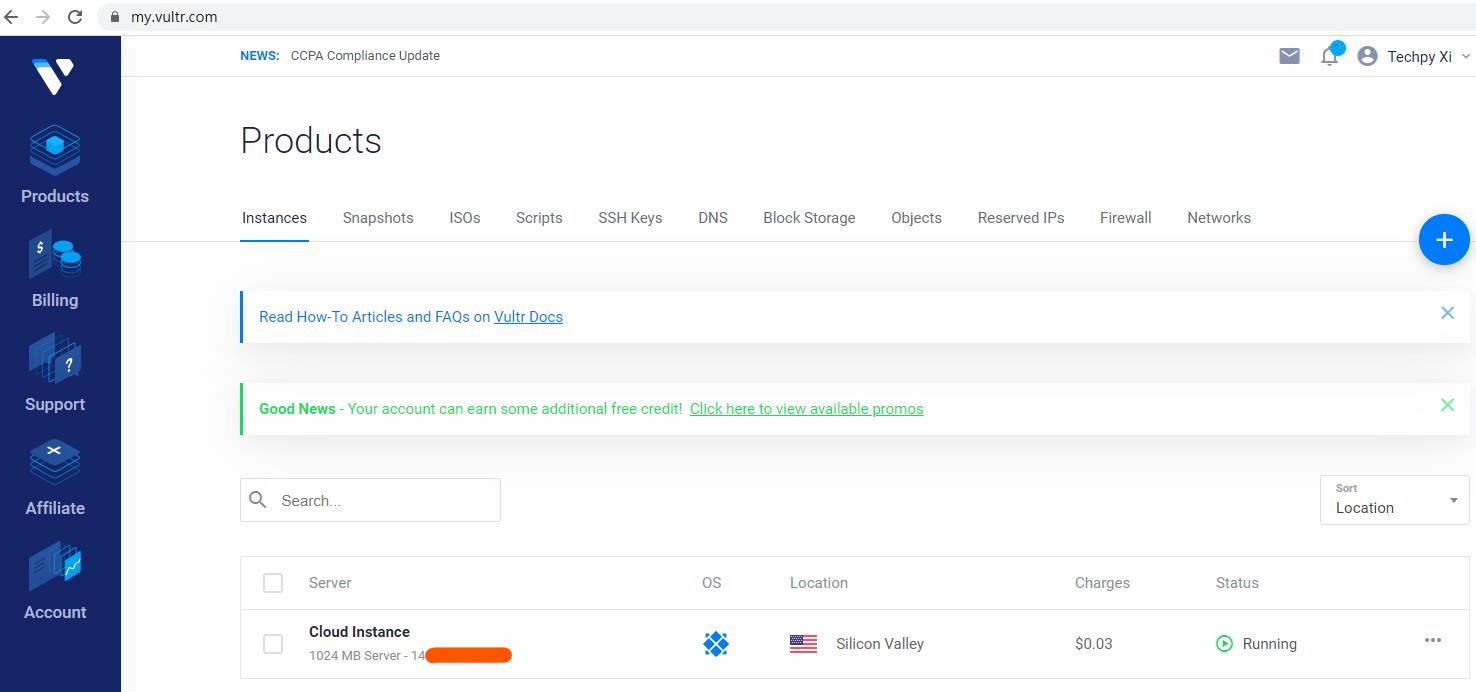 my.vultr.com
NEWS: CCPA Compliance Update
1
Techpy Xi
Products
Billing
Support
Affiliate
Account
Products
Instances Snapshots ISOs Scripts SSH Keys DNS Block Storage Objects Reserved IPs Firewall Networks
+
Read How-To Articles and FAQs on Vultr Docs
Good News - Your account can earn some additional free credit! Click here to view available promos
Search...
Sort
Location
Server OS Location Charges Status
Cloud Instance
1024 MB Server - 14
Silicon Valley $0.03 Running